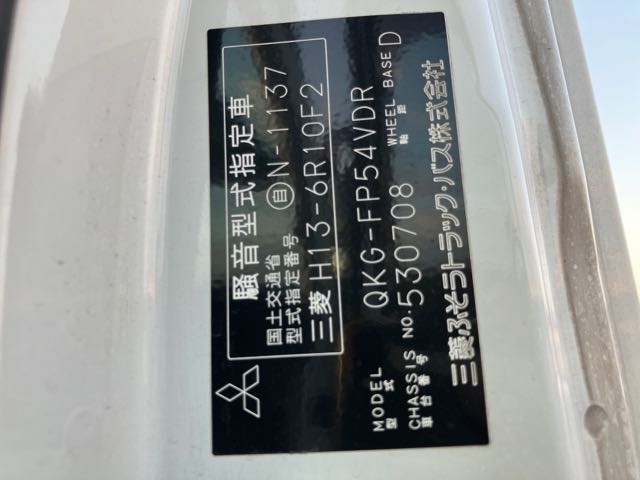 騒音型式指定車
国土交通省
型式指定番号 自N-1137
三菱 H13-6R10F2
MODEL QKG-FP54VDR
型式
CHASSIS NO. 530708 WHEEL BASE D
車台番号 軸距
三菱ふそうトラック・バス株式会社